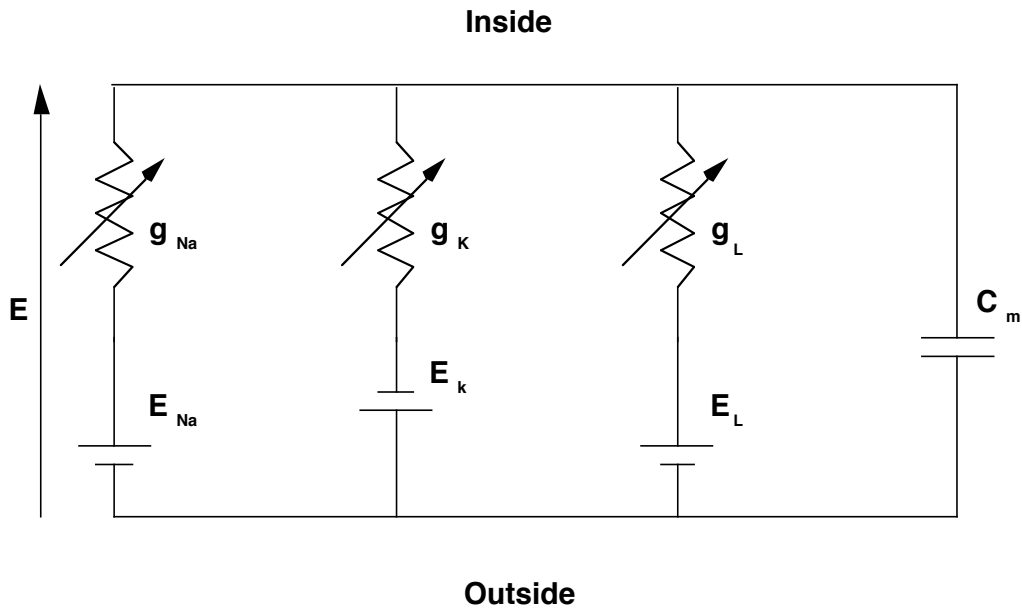 Inside
g Na
g K
g L
E
C m
E k
E Na
E L
Outside